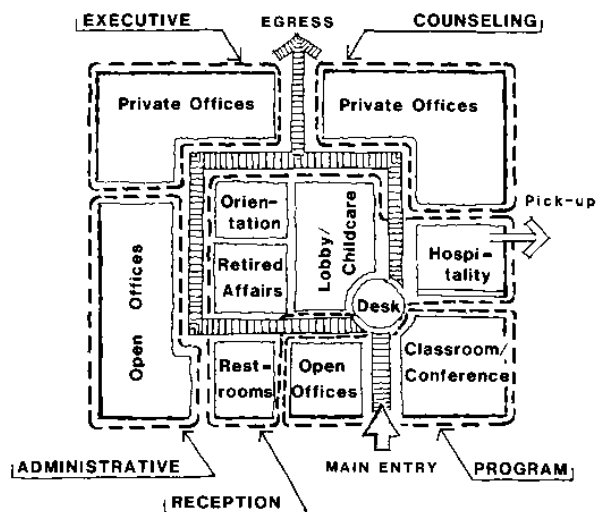 EXECUTIVE
EGRESS
COUNSELING
Private Offices
Private Offices
Pick-up
Orien-
tation
Lobby/
Childcare
Hospi-
tality
Retired
Affairs
Open Offices
Desk
Rest-
rooms
Open
Offices
Classroom/
Conference
ADMINISTRATIVE
MAIN ENTRY
PROGRAM
RECEPTION